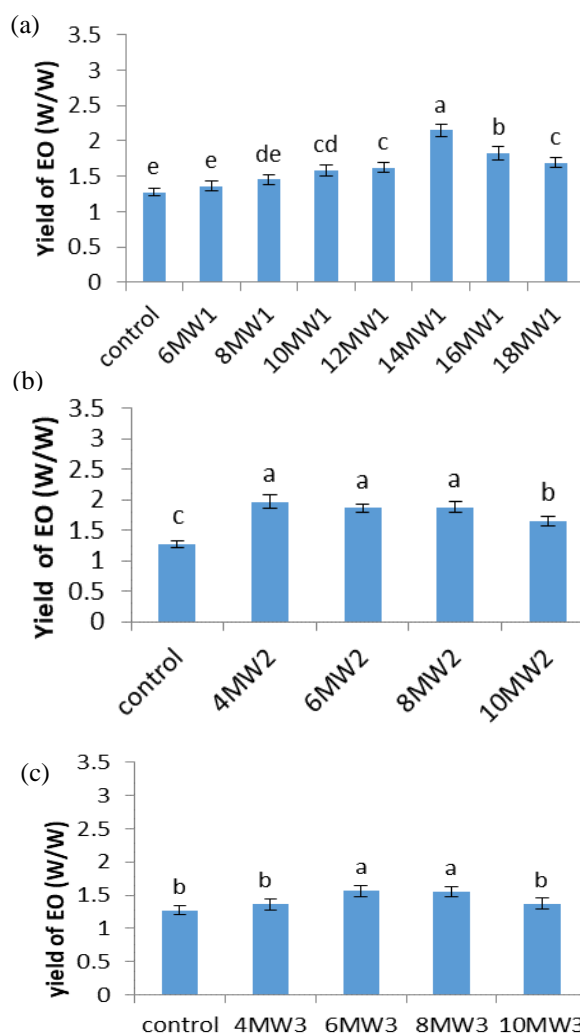 (a)
Yield of EO (W/W)
3.5
3
2.5
2
1.5
1
0.5
0
e e de cd c a b c
control 6MW1 8MW1 10MW1 12MW1 14MW1 16MW1 18MW1
(b)
Yield of EO (W/W)
3.5
3
2.5
2
1.5
1
0.5
0
c a a a b
control 4MW2 6MW2 8MW2 10MW2
(c)
yield of EO (W/W)
3.5
3
2.5
2
1.5
1
0.5
0
b b a a b
control 4MW3 6MW3 8MW3 10MW3